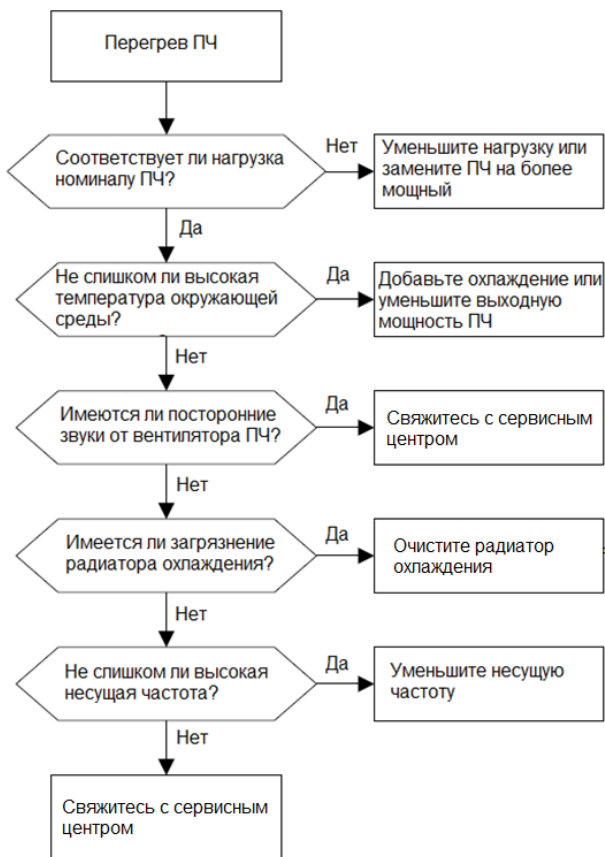 Перегрев ПЧ
Соответствует ли нагрузка
номиналу ПЧ?
Нет
Уменьшите нагрузку или
замените ПЧ на более
мощный
Да
Не слишком ли высокая
температура окружающей
среды?
Да
Добавьте охлаждение или
уменьшите выходную
мощность ПЧ
Нет
Имеются ли посторонние
звуки от вентилятора ПЧ?
Да
Свяжитесь с сервисным
центром
Нет
Имеется ли загрязнение
радиатора охлаждения?
Да
Очистите радиатор
охлаждения
Нет
Не слишком ли высокая
несущая частота?
Да
Уменьшите несущую
частоту
Нет
Свяжитесь с сервисным
центром